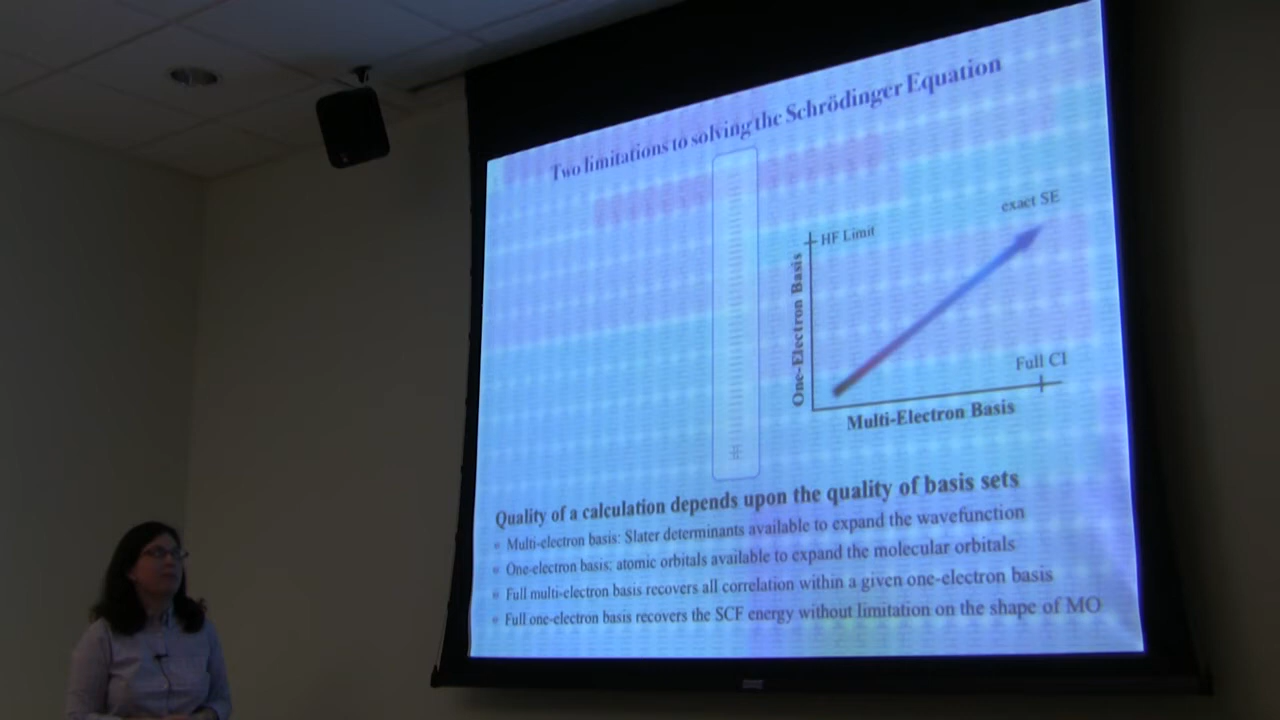 Two limitations to solving the Schrödinger Equation
exact SE
HF Limit
One-Electron Basis
Full CI
Multi-Electron Basis
Quality of a calculation depends upon the quality of basis sets
Multi-electron basis: Slater determinants available to expand the wavefunction
One-electron basis: atomic orbitals available to expand the molecular orbitals
Full multi-electron basis recovers all correlation within a given one-electron basis
Full one-electron basis recovers the SCF energy without limitation on the shape of MO